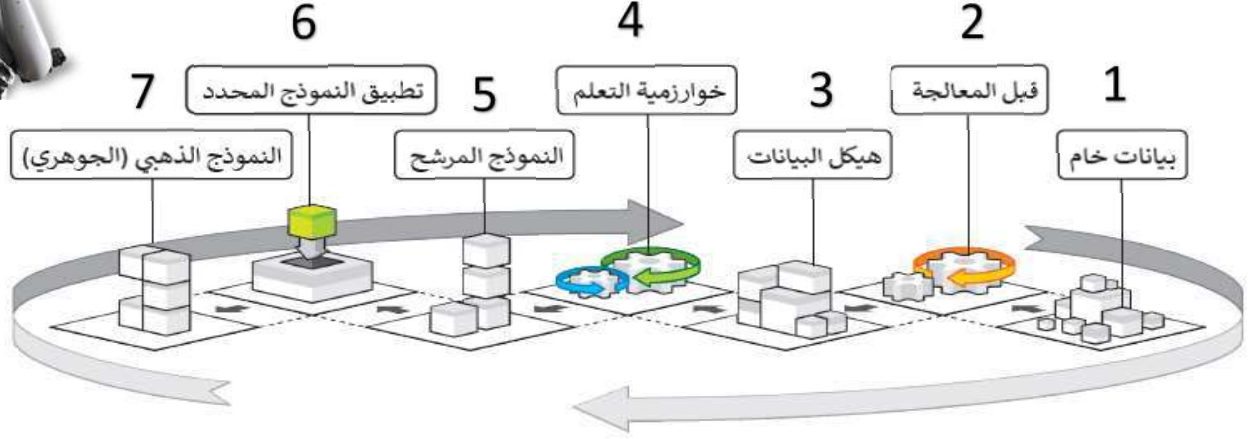 1
بيانات خام
2
قبل المعالجة
3
هيكل البيانات
4
خوارزمية التعلم
5
النموذج المرشح
6
تطبيق النموذج المحدد
7
النموذج الذهبي (الجوهري)